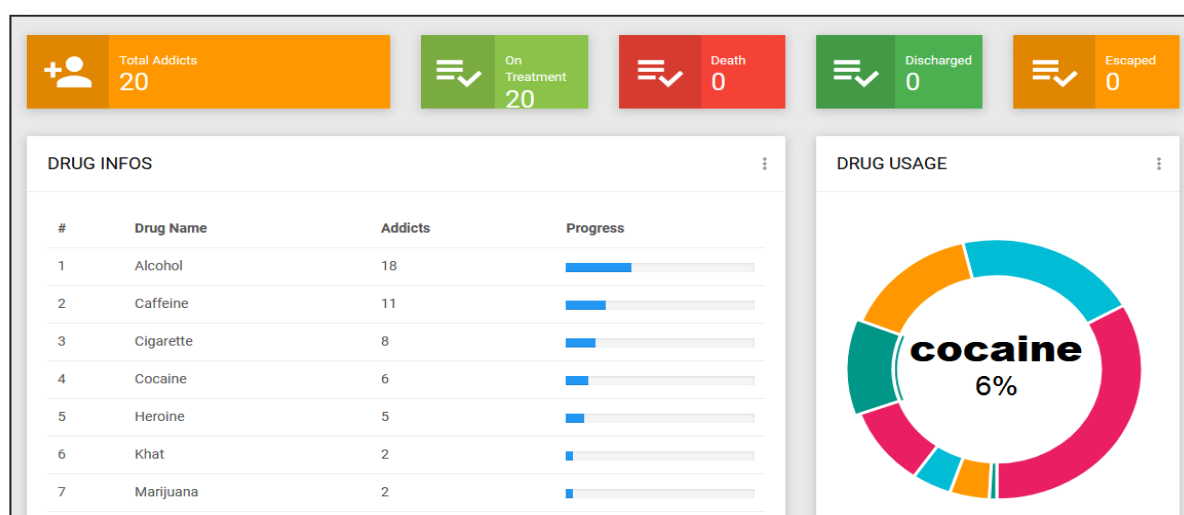 Total Addicts
20
On
Treatment
20
Death
0
Discharged
0
Escaped
0
DRUG INFOS
# Drug Name Addicts Progress
1 Alcohol 18
2 Caffeine 11
3 Cigarette 8
4 Cocaine 6
5 Heroine 5
6 Khat 2
7 Marijuana 2
DRUG USAGE
cocaine
6%